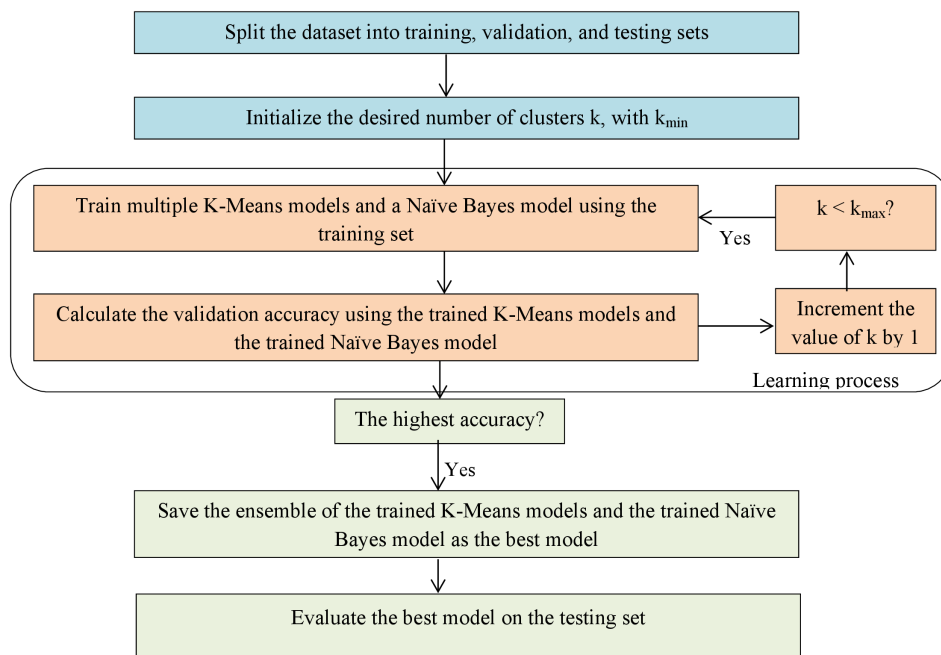 Split the dataset into training, validation, and testing sets
Initialize the desired number of clusters k, with kmin
Train multiple K-Means models and a Naïve Bayes model using the
training set
k < kmax?
Yes
Calculate the validation accuracy using the trained K-Means models and
the trained Naïve Bayes model
Increment the
value of k by 1
Learning process
The highest accuracy?
Yes
Save the ensemble of the trained K-Means models and the trained Naïve
Bayes model as the best model
Evaluate the best model on the testing set